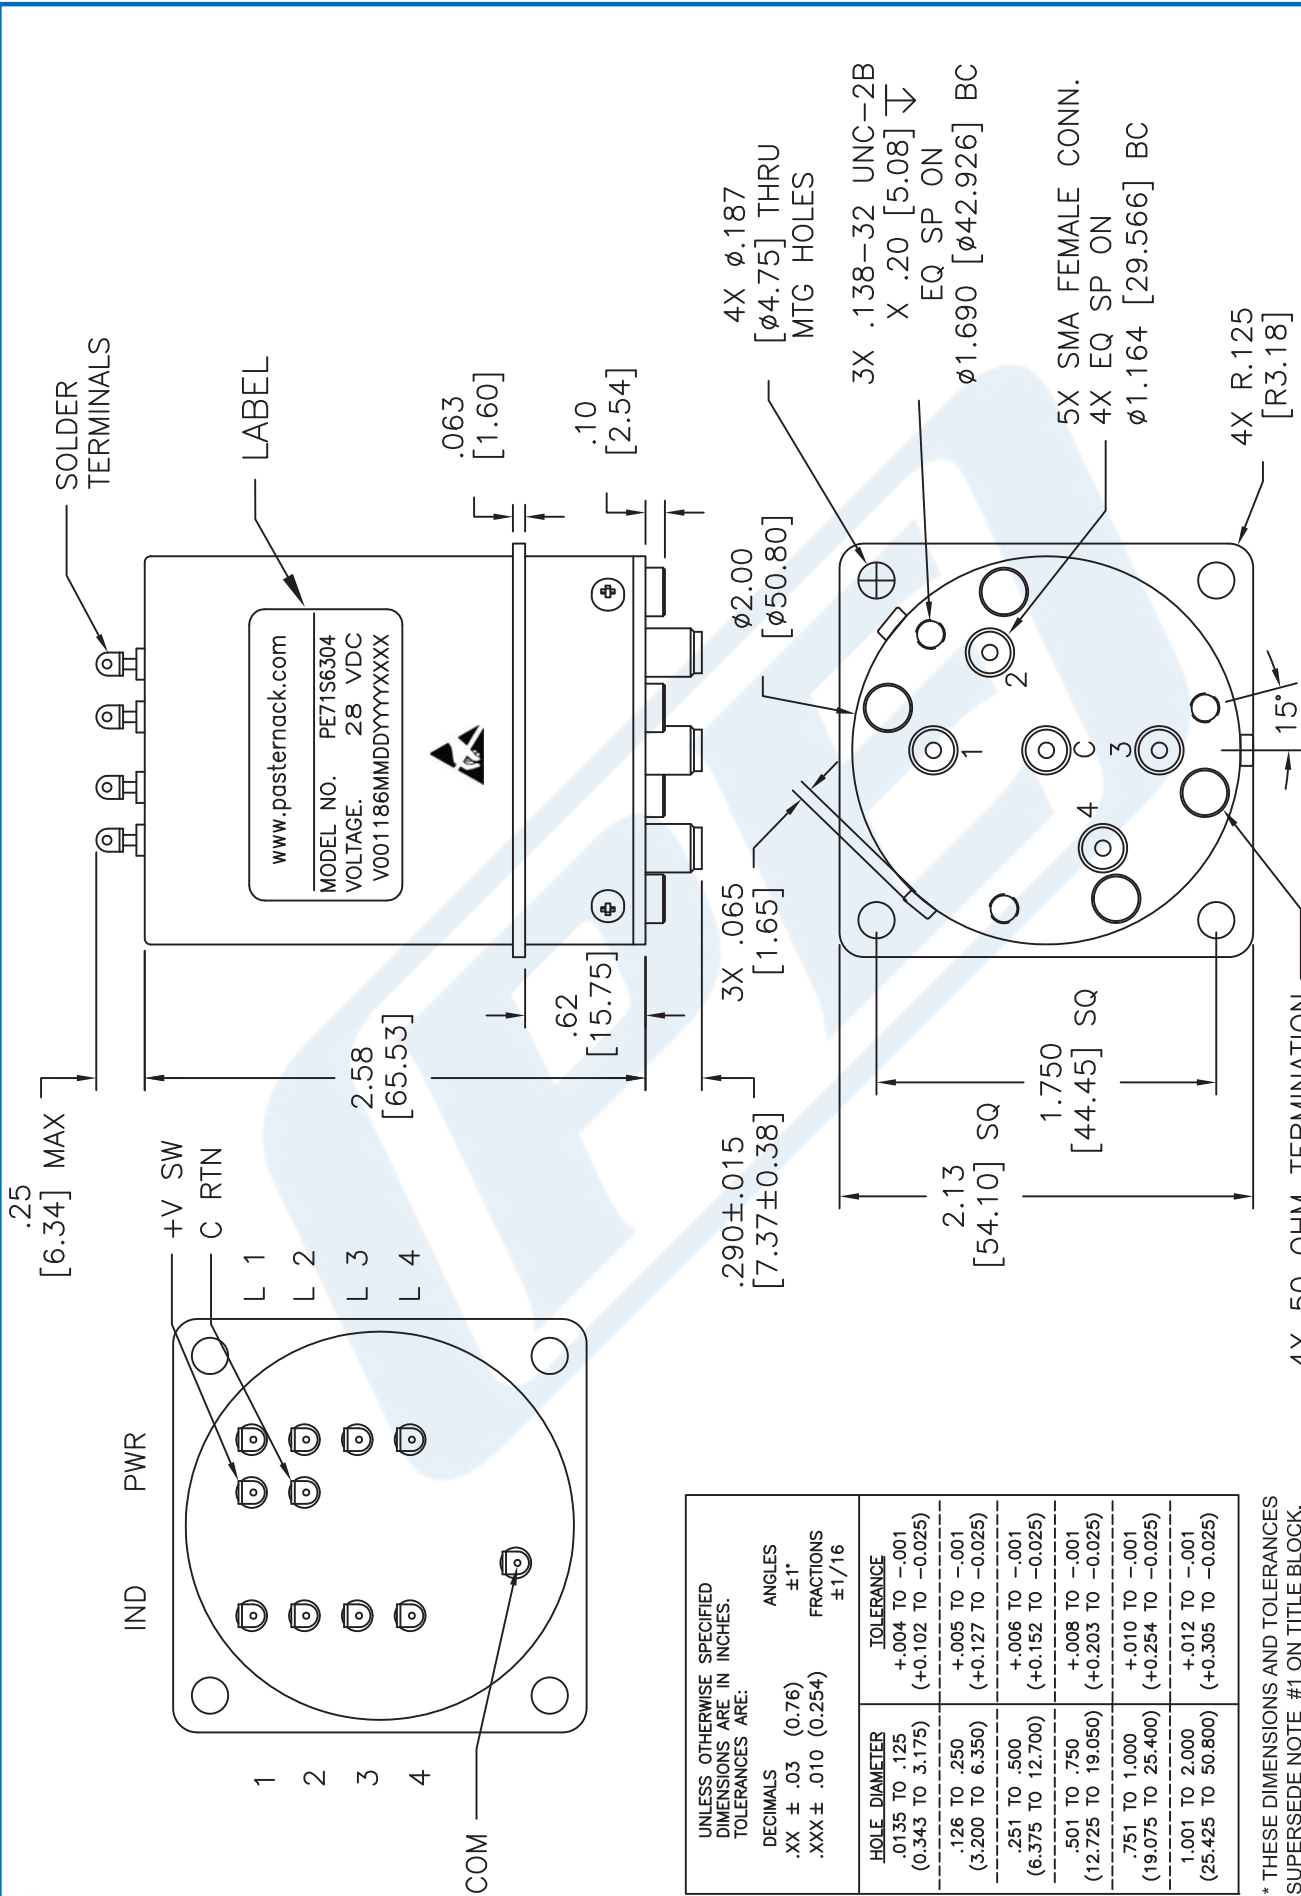 .25
[6.34] MAX
+V SW
C RTN
IND
PWR
L 1
L 2
L 3
L 4
1
2
3
4
COM
SOLDER
TERMINALS
LABEL
www.pasternack.com
MODEL NO. PE71S6304
VOLTAGE. 28 VDC
V001186MMDDYYYYXXXX
2.58
[65.53]
.62
[15.75]
.063
[1.60]
.10
[2.54]
.290±.015
[7.37±0.38]
3X .065
[1.65]
ø2.00
[ø50.80]
4X ø.187
[ø4.75] THRU
MTG HOLES
3X .138-32 UNC-2B
X .20 [5.08] ↧
EQ SP ON
ø1.690 [ø42.926] BC
5X SMA FEMALE CONN.
4X EQ SP ON
ø1.164 [29.566] BC
4X R.125
[R3.18]
1
2
C
3
4
15°
2.13
[54.10] SQ
1.750
[44.45] SQ
4X 50 OHM TERMINATION
UNLESS OTHERWISE SPECIFIED
DIMENSIONS ARE IN INCHES.
TOLERANCES ARE:
DECIMALS ANGLES
.XX ± .03 (0.76) ±1°
.XXX ± .010 (0.254) FRACTIONS
±1/16
HOLE DIAMETER TOLERANCE
.0135 TO .125 +.004 TO -.001
(0.343 TO 3.175) (+0.102 TO -0.025)
.126 TO .250 +.005 TO -.001
(3.200 TO 6.350) (+0.127 TO -0.025)
.251 TO .500 +.006 TO -.001
(6.375 TO 12.700) (+0.152 TO -0.025)
.501 TO .750 +.008 TO -.001
(12.725 TO 19.050) (+0.203 TO -0.025)
.751 TO 1.000 +.010 TO -.001
(19.075 TO 25.400) (+0.254 TO -0.025)
1.001 TO 2.000 +.012 TO -.001
(25.425 TO 50.800) (+0.305 TO -0.025)
* THESE DIMENSIONS AND TOLERANCES
SUPERSEDE NOTE #1 ON TITLE BLOCK.